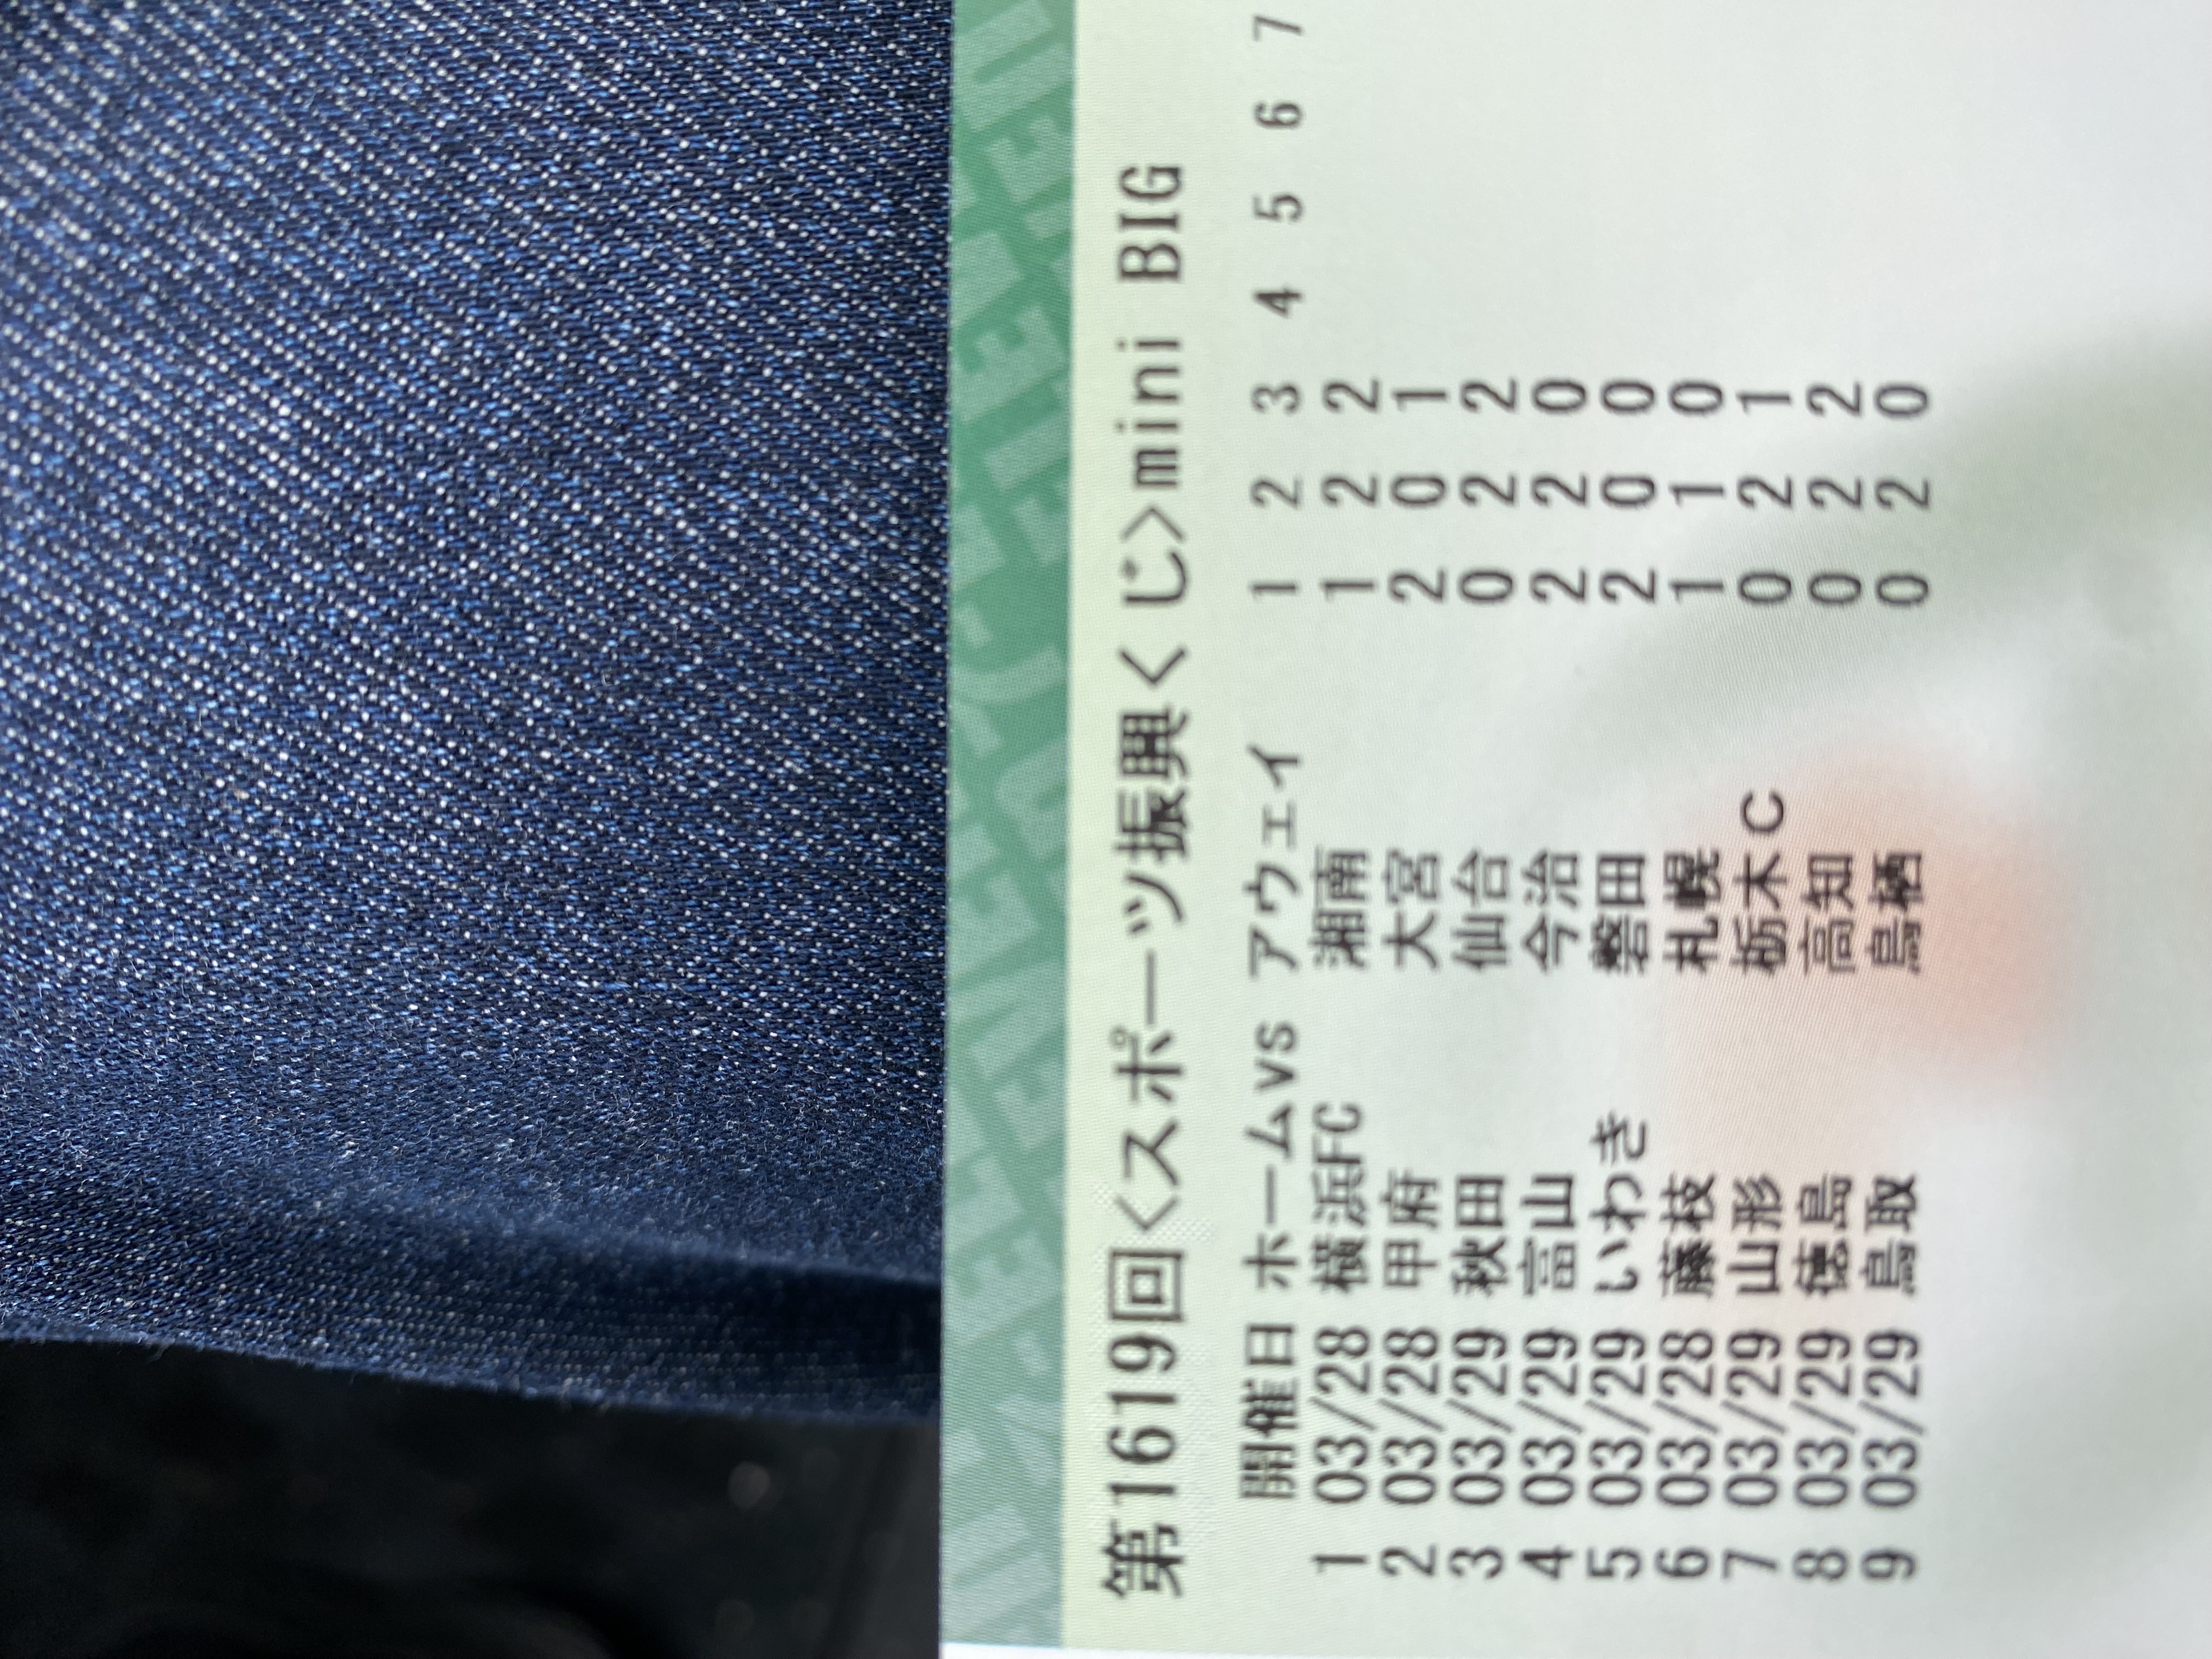 第1619回<スポーツ振興くじ>mini BIG
開催日 ホームvs アウェイ 1 2 3 4 5 6 7
1 03/28 横浜FC 湘南 1 2 2
2 03/28 甲府 大宮 2 0 1
3 03/29 秋田 仙台 0 2 2
4 03/29 富山 今治 2 2 0
5 03/29 いわき 磐田 2 0 0
6 03/28 藤枝 札幌 1 1 0
7 03/29 山形 栃木C 0 2 1
8 03/29 徳島 高知 0 2 2
9 03/29 鳥取 鳥栖 0 2 0